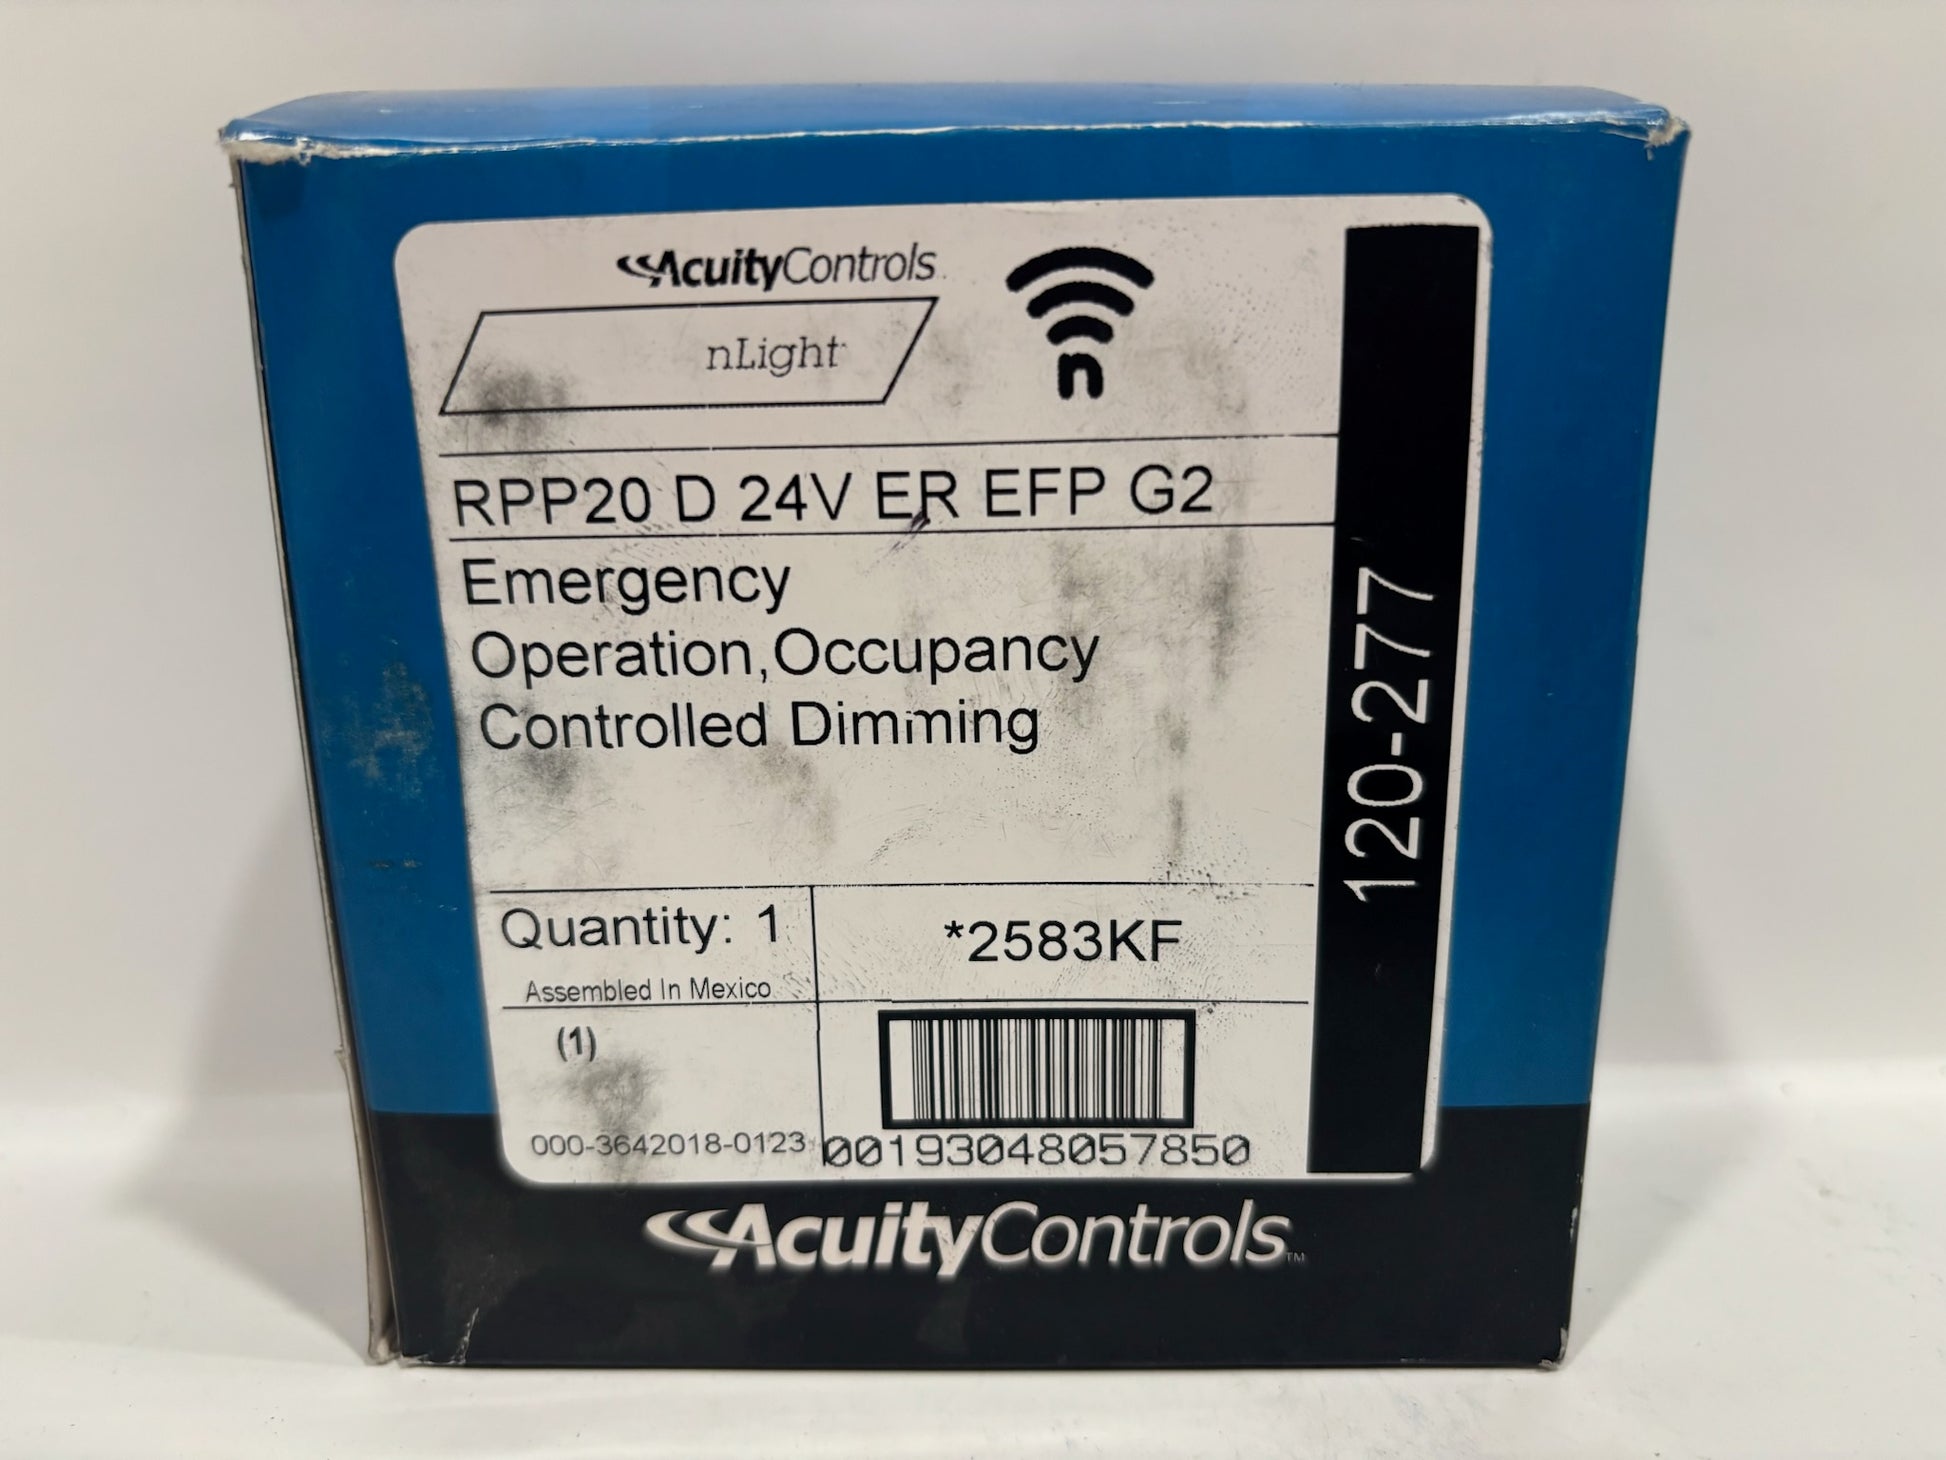 AcuityControls
nLight
n
RPP20 D 24V ER EFP G2
Emergency
Operation,Occupancy
Controlled Dimming
120-277
Quantity: 1
*2583KF
Assembled In Mexico
(1)
000-3642018-0123
00193048057850
AcuityControls™